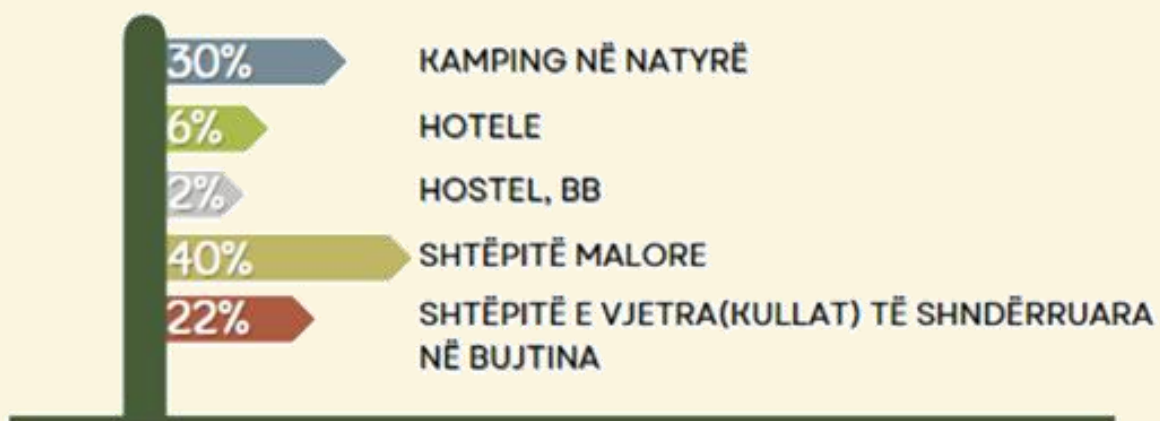 30% KAMPING NË NATYRË
6% HOTELE
2% HOSTEL, BB
40% SHTËPITË MALORE
22% SHTËPITË E VJETRA(KULLAT) TË SHNDËRRUARA
NË BUJTINA